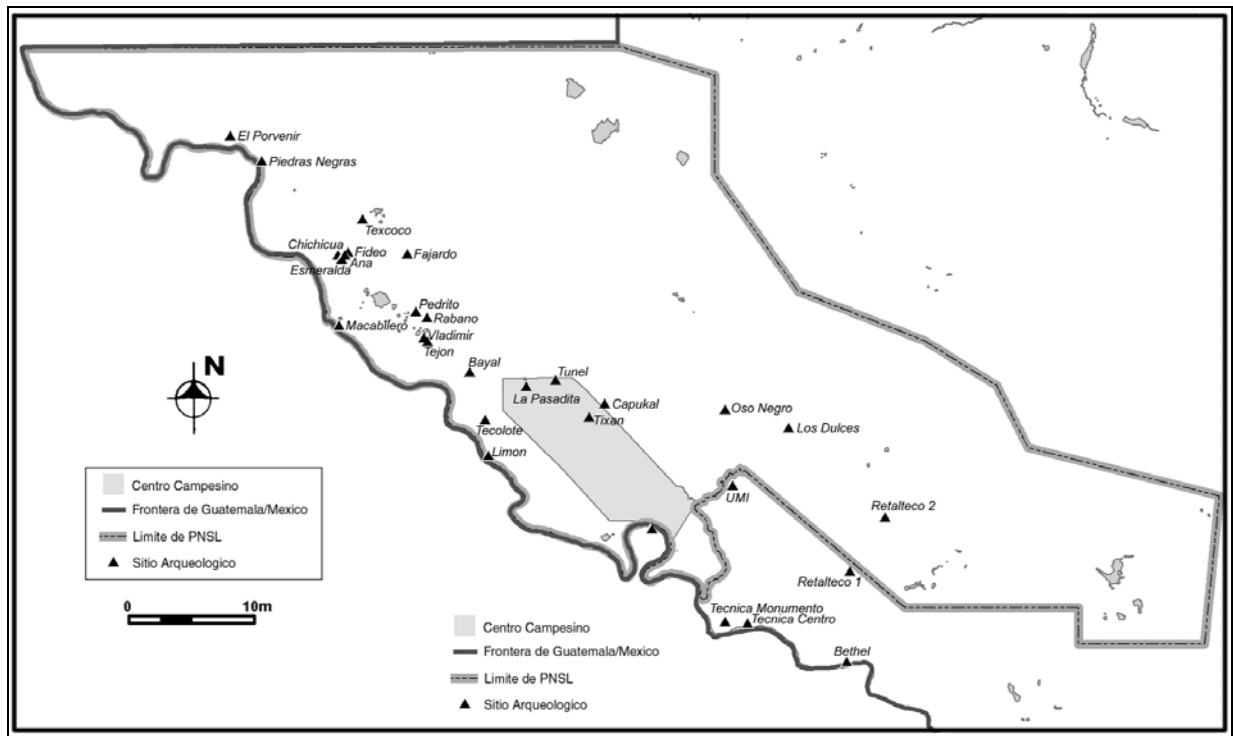 El Porvenir
Piedras Negras
Texcoco
Chichicua
Fideo
Fajardo
Esmeralda
Ana
Pedrito
Rabano
Macabilero
Vladimir
Tejon
Bayal
Tunel
N
La Pasadita
Capukal
Oso Negro
Tixan
Los Dulces
Tecolote
Limon
UMI
Retalteco 2
Centro Campesino
Frontera de Guatemala/Mexico
Limite de PNSL
Sitio Arqueologico
Retalteco 1
0 10m
Tecnica Monumento
Tecnica Centro
Centro Campesino
Frontera de Guatemala/Mexico
Bethel
Limite de PNSL
Sitio Arqueologico